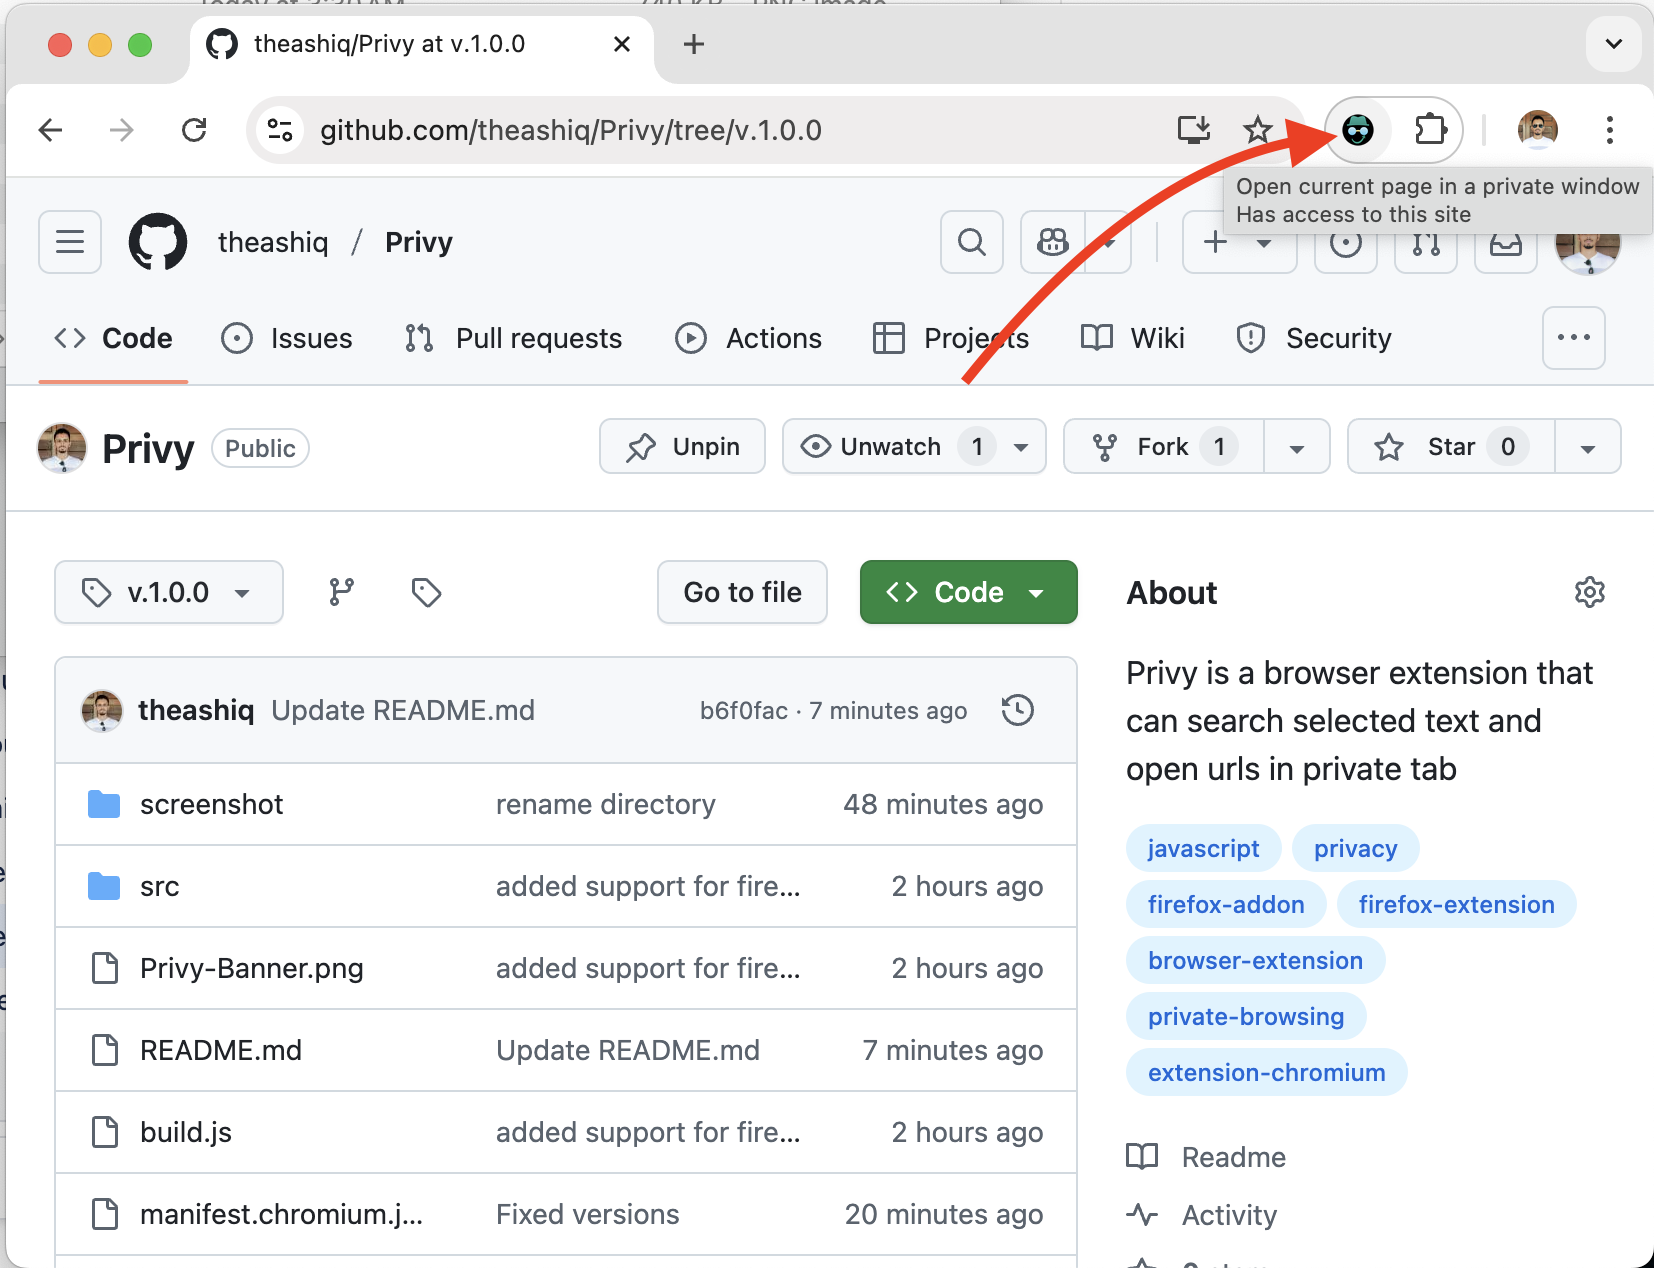 theashiq/Privy at v.1.0.0
github.com/theashiq/Privy/tree/v.1.0.0
Open current page in a private window
Has access to this site
theashiq / Privy
Code Issues Pull requests Actions Projects Wiki Security
Privy Public Unpin Unwatch 1 Fork 1 Star 0
v.1.0.0 Go to file Code
theashiq Update README.md b6f0fac · 7 minutes ago
screenshot rename directory 48 minutes ago
src added support for fire... 2 hours ago
Privy-Banner.png added support for fire... 2 hours ago
README.md Update README.md 7 minutes ago
build.js added support for fire... 2 hours ago
manifest.chromium.j... Fixed versions 20 minutes ago
About
Privy is a browser extension that
can search selected text and
open urls in private tab
javascript privacy
firefox-addon firefox-extension
browser-extension
private-browsing
extension-chromium
Readme
Activity